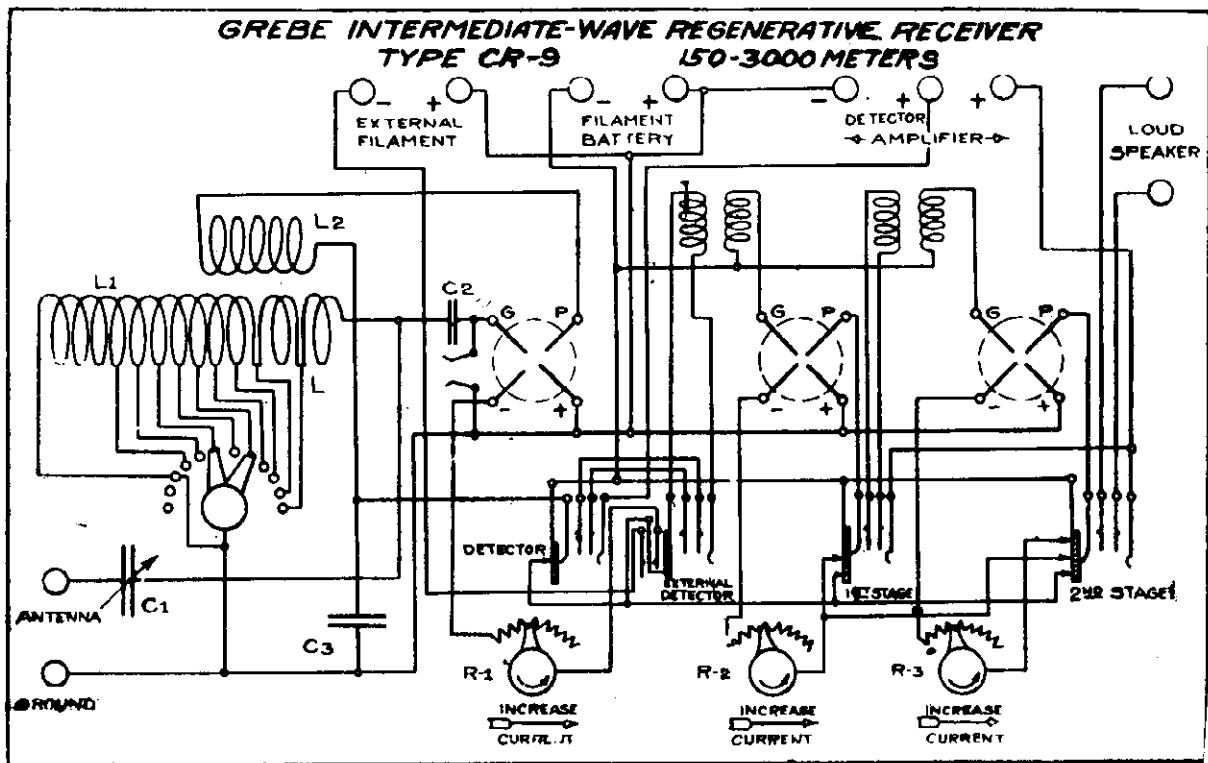 GREBE INTERMEDIATE-WAVE REGENERATIVE RECEIVER
TYPE CR-9 150-3000 METERS
- + - + - + +
EXTERNAL FILAMENT
FILAMENT BATTERY
DETECTOR
AMPLIFIER
LOUD SPEAKER
L2
L1
L
C2
G P
- +
G P
- +
G P
- +
DETECTOR
EXTERNAL DETECTOR
1ST STAGE
2ND STAGE
ANTENNA
C1
C3
GROUND
R-1
R-2
R-3
INCREASE CURRENT
INCREASE CURRENT
INCREASE CURRENT